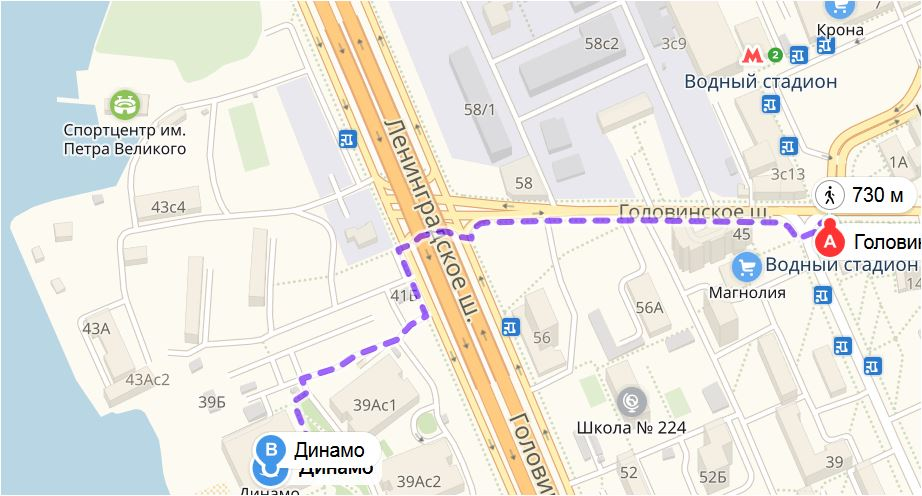 Крона
58с2
3с9
2
Водный стадион
58/1
Ленинградское ш.
Спортцентр им.
Петра Великого
3с13
1А
58
730 м
43с4
Головинское ш.
45
A
Водный стадион
Магнолия
14
41Б
56А
43А
56
43Ас2
39Б
39Ас1
Школа № 224
B
Динамо
Динамо
Динамо
39Ас2
52
52Б
39